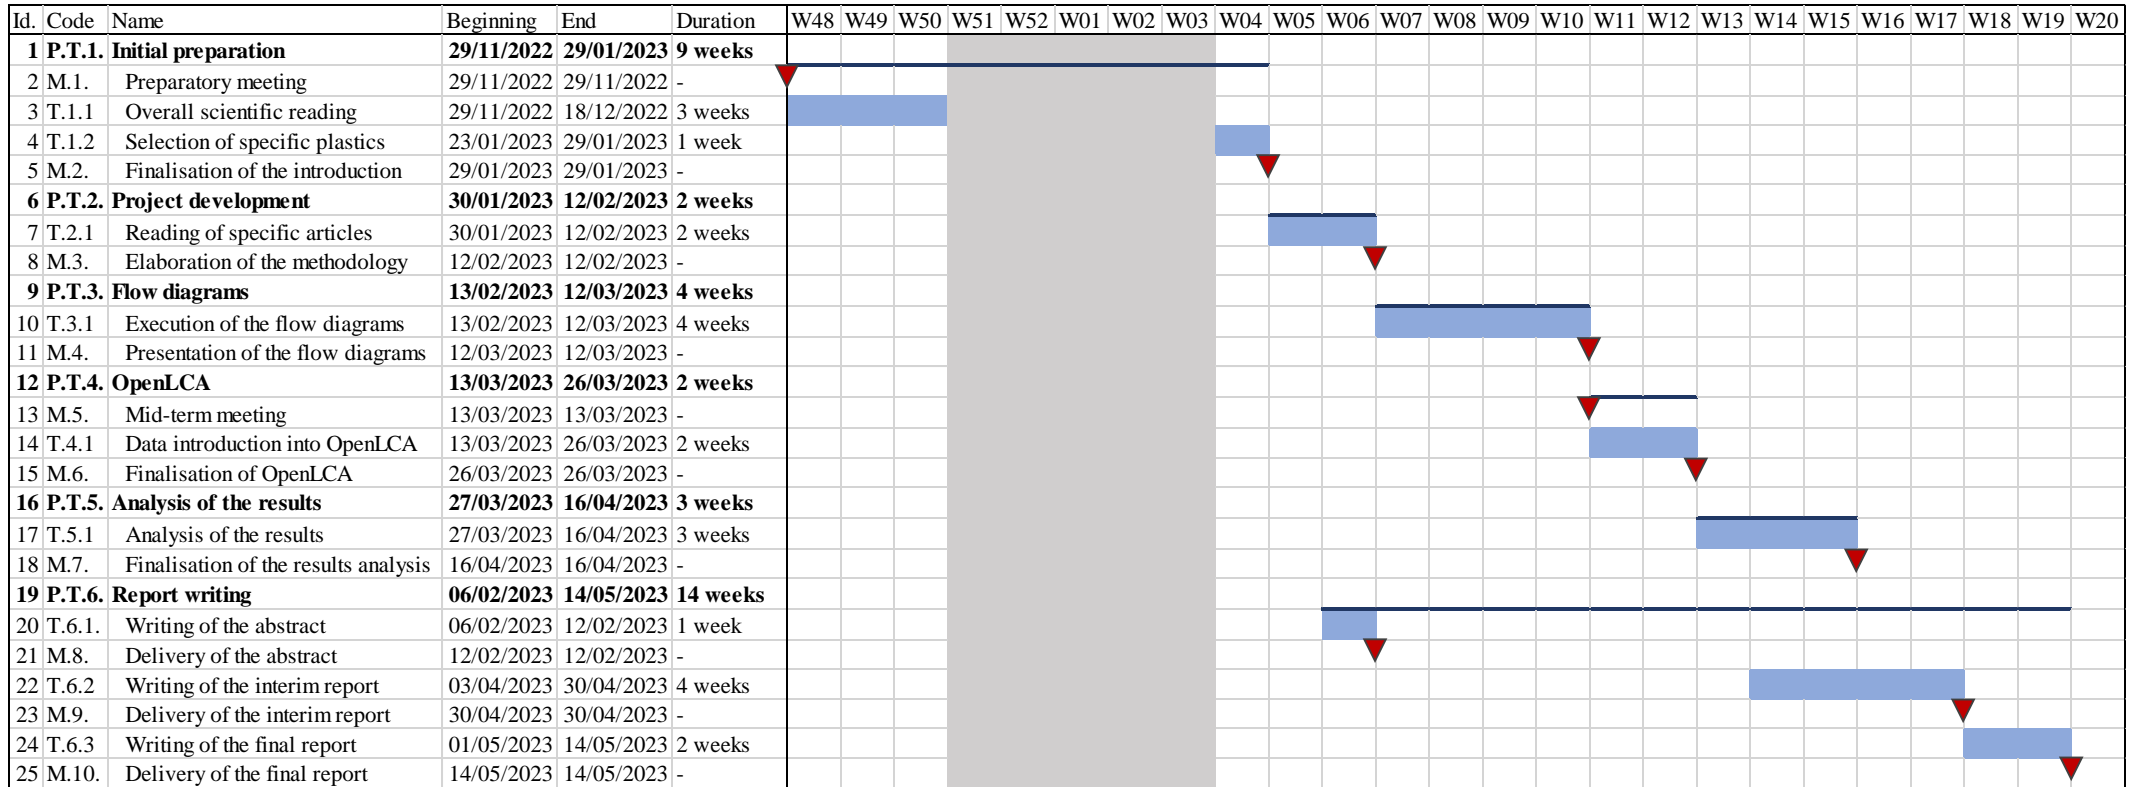 Id. Code Name Beginning End Duration W48 W49 W50 W51 W52 W01 W02 W03 W04 W05 W06 W07 W08 W09 W10 W11 W12 W13 W14 W15 W16 W17 W18 W19 W20
1 P.T.1. Initial preparation 29/11/2022 29/01/2023 9 weeks
2 M.1. Preparatory meeting 29/11/2022 29/11/2022 -
3 T.1.1 Overall scientific reading 29/11/2022 18/12/2022 3 weeks
4 T.1.2 Selection of specific plastics 23/01/2023 29/01/2023 1 week
5 M.2. Finalisation of the introduction 29/01/2023 29/01/2023 -
6 P.T.2. Project development 30/01/2023 12/02/2023 2 weeks
7 T.2.1 Reading of specific articles 30/01/2023 12/02/2023 2 weeks
8 M.3. Elaboration of the methodology 12/02/2023 12/02/2023 -
9 P.T.3. Flow diagrams 13/02/2023 12/03/2023 4 weeks
10 T.3.1 Execution of the flow diagrams 13/02/2023 12/03/2023 4 weeks
11 M.4. Presentation of the flow diagrams 12/03/2023 12/03/2023 -
12 P.T.4. OpenLCA 13/03/2023 26/03/2023 2 weeks
13 M.5. Mid-term meeting 13/03/2023 13/03/2023 -
14 T.4.1 Data introduction into OpenLCA 13/03/2023 26/03/2023 2 weeks
15 M.6. Finalisation of OpenLCA 26/03/2023 26/03/2023 -
16 P.T.5. Analysis of the results 27/03/2023 16/04/2023 3 weeks
17 T.5.1 Analysis of the results 27/03/2023 16/04/2023 3 weeks
18 M.7. Finalisation of the results analysis 16/04/2023 16/04/2023 -
19 P.T.6. Report writing 06/02/2023 14/05/2023 14 weeks
20 T.6.1. Writing of the abstract 06/02/2023 12/02/2023 1 week
21 M.8. Delivery of the abstract 12/02/2023 12/02/2023 -
22 T.6.2 Writing of the interim report 03/04/2023 30/04/2023 4 weeks
23 M.9. Delivery of the interim report 30/04/2023 30/04/2023 -
24 T.6.3 Writing of the final report 01/05/2023 14/05/2023 2 weeks
25 M.10. Delivery of the final report 14/05/2023 14/05/2023 -